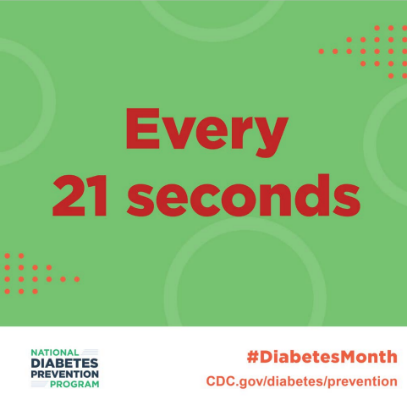 Every
21 seconds
NATIONAL
DIABETES
PREVENTION
PROGRAM
#DiabetesMonth
CDC.gov/diabetes/prevention